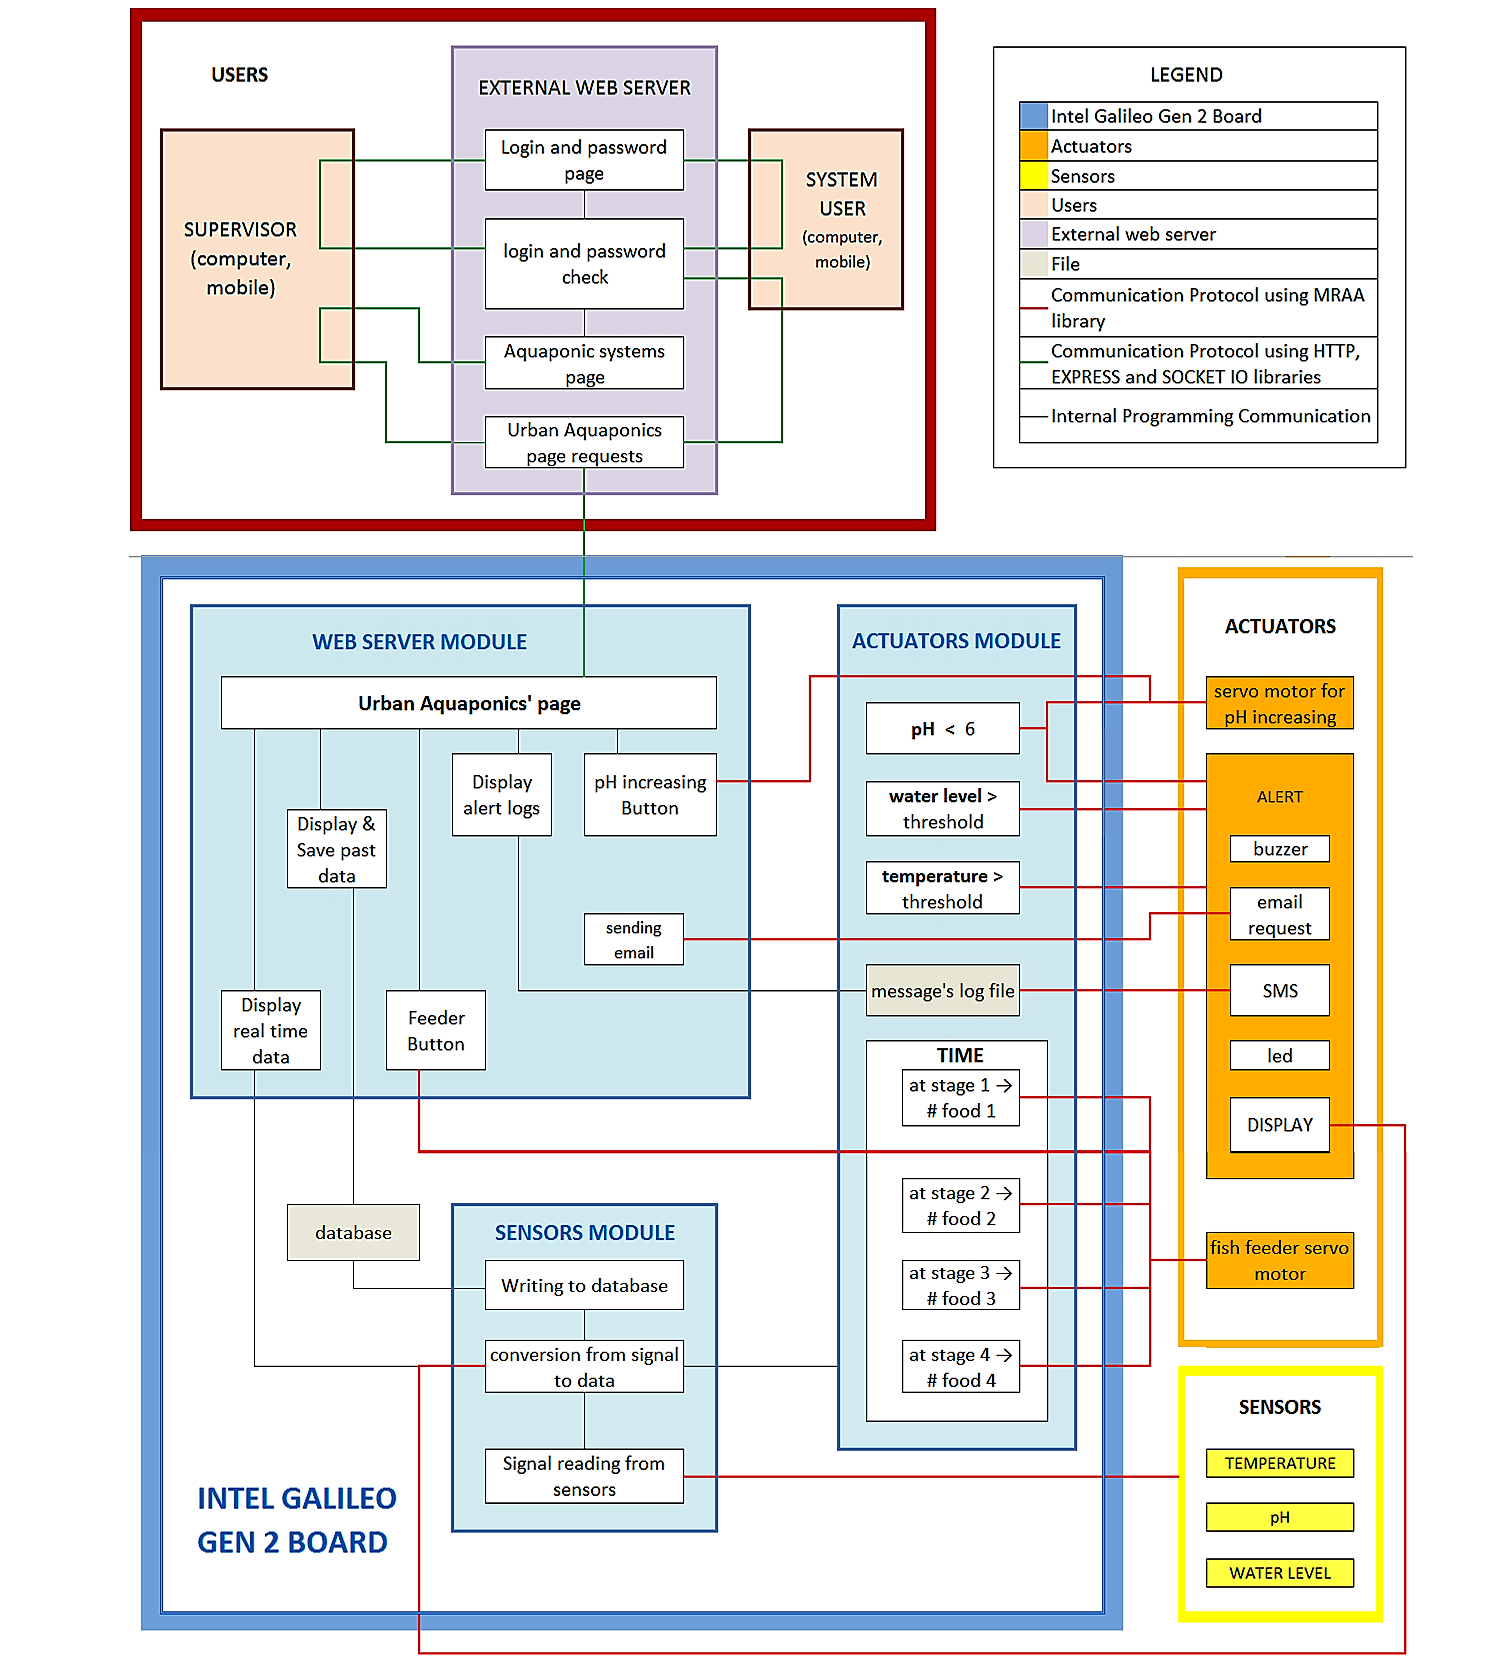 USERS
EXTERNAL WEB SERVER
Login and password
page
login and password
check
Aquaponic systems
page
Urban Aquaponics
page requests
SUPERVISOR
(computer,
mobile)
SYSTEM
USER
(computer,
mobile)
LEGEND
Intel Galileo Gen 2 Board
Actuators
Sensors
Users
External web server
File
Communication Protocol using MRAA
library
Communication Protocol using HTTP,
EXPRESS and SOCKET IO libraries
Internal Programming Communication
WEB SERVER MODULE
Urban Aquaponics' page
Display
alert logs
pH increasing
Button
Display &
Save past
data
sending
email
Display
real time
data
Feeder
Button
database
SENSORS MODULE
Writing to database
conversion from signal
to data
Signal reading from
sensors
INTEL GALILEO
GEN 2 BOARD
ACTUATORS MODULE
pH < 6
water level >
threshold
temperature >
threshold
message's log file
TIME
at stage 1 →
# food 1
at stage 2 →
# food 2
at stage 3 →
# food 3
at stage 4 →
# food 4
ACTUATORS
servo motor for
pH increasing
ALERT
buzzer
email
request
SMS
led
DISPLAY
fish feeder servo
motor
SENSORS
TEMPERATURE
pH
WATER LEVEL